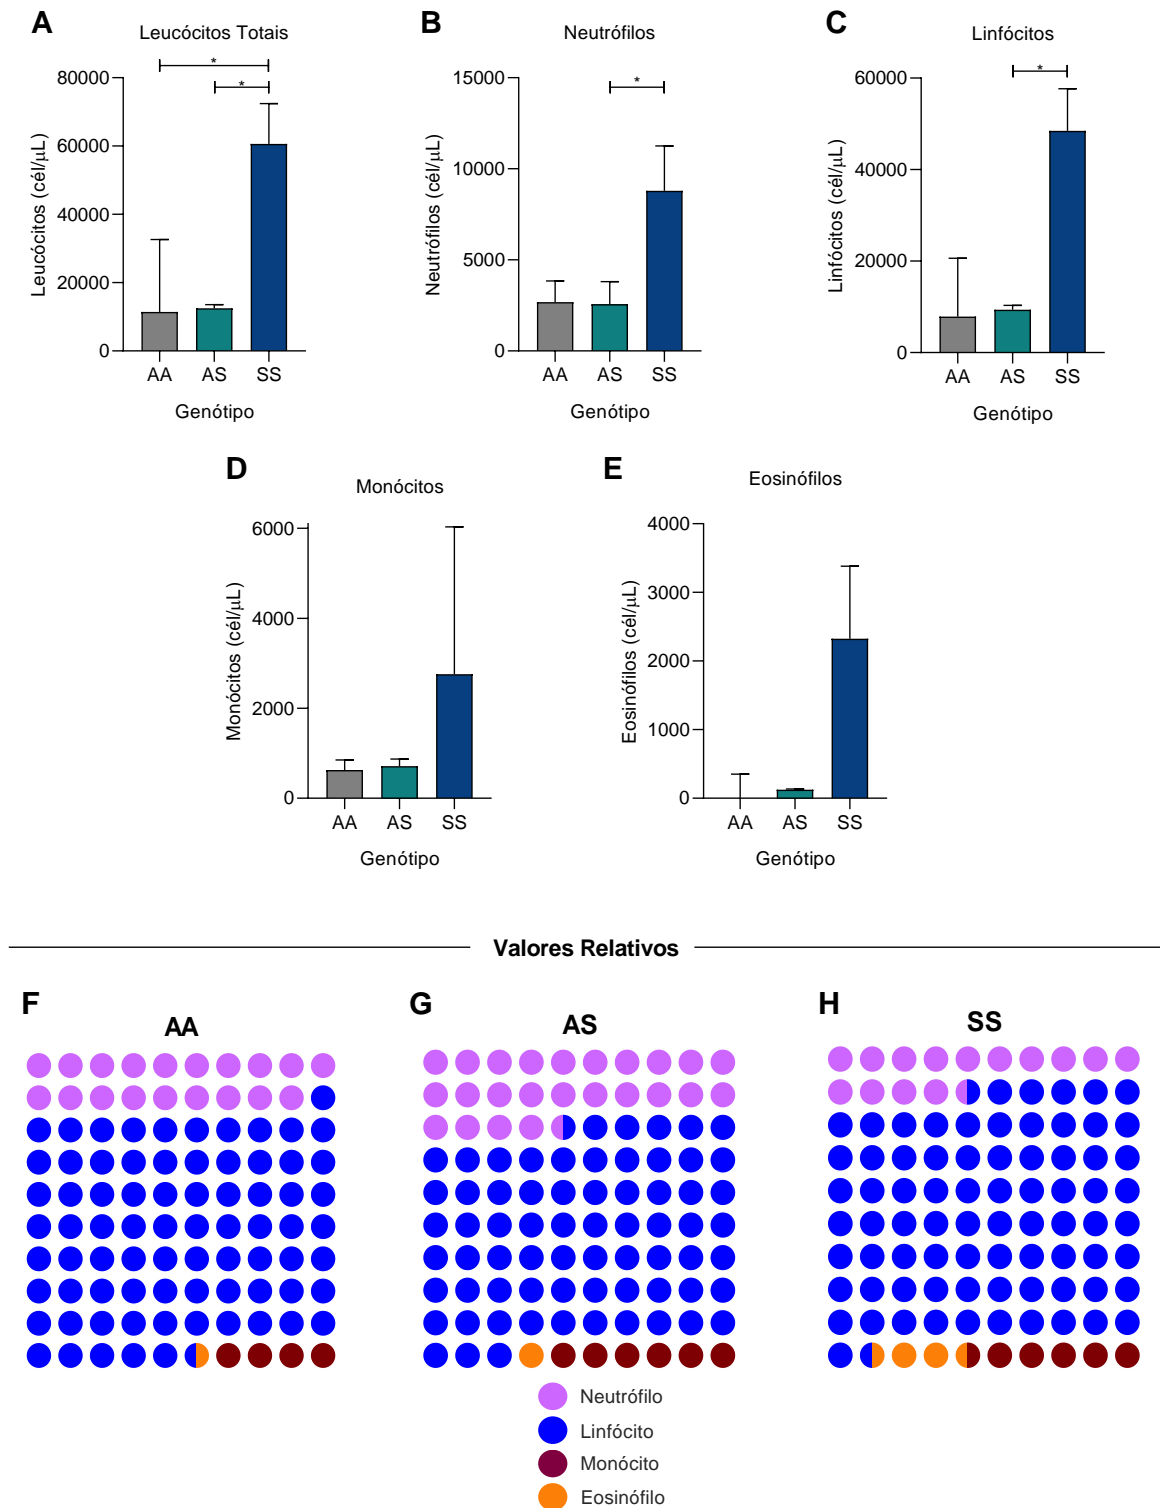 A
Leucócitos Totais
*
*
80000
60000
40000
20000
0
Leucócitos (cél/μL)
AA AS SS
Genótipo
B
Neutrófilos
*
15000
10000
5000
0
Neutrófilos (cél/μL)
AA AS SS
Genótipo
C
Linfócitos
*
60000
40000
20000
0
Linfócitos (cél/μL)
AA AS SS
Genótipo
D
Monócitos
6000
4000
2000
0
Monócitos (cél/μL)
AA AS SS
Genótipo
E
Eosinófilos
4000
3000
2000
1000
0
Eosinófilos (cél/μL)
AA AS SS
Genótipo
Valores Relativos
F
AA
G
AS
H
SS
Neutrófilo
Linfócito
Monócito
Eosinófilo